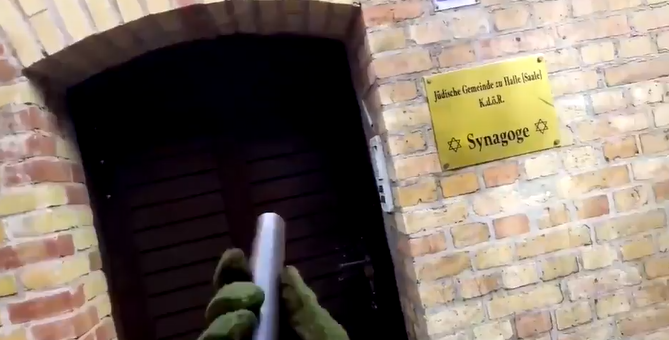 Jüdische Gemeinde zu Halle (Saale)
K.d.ö.R.
Synagoge